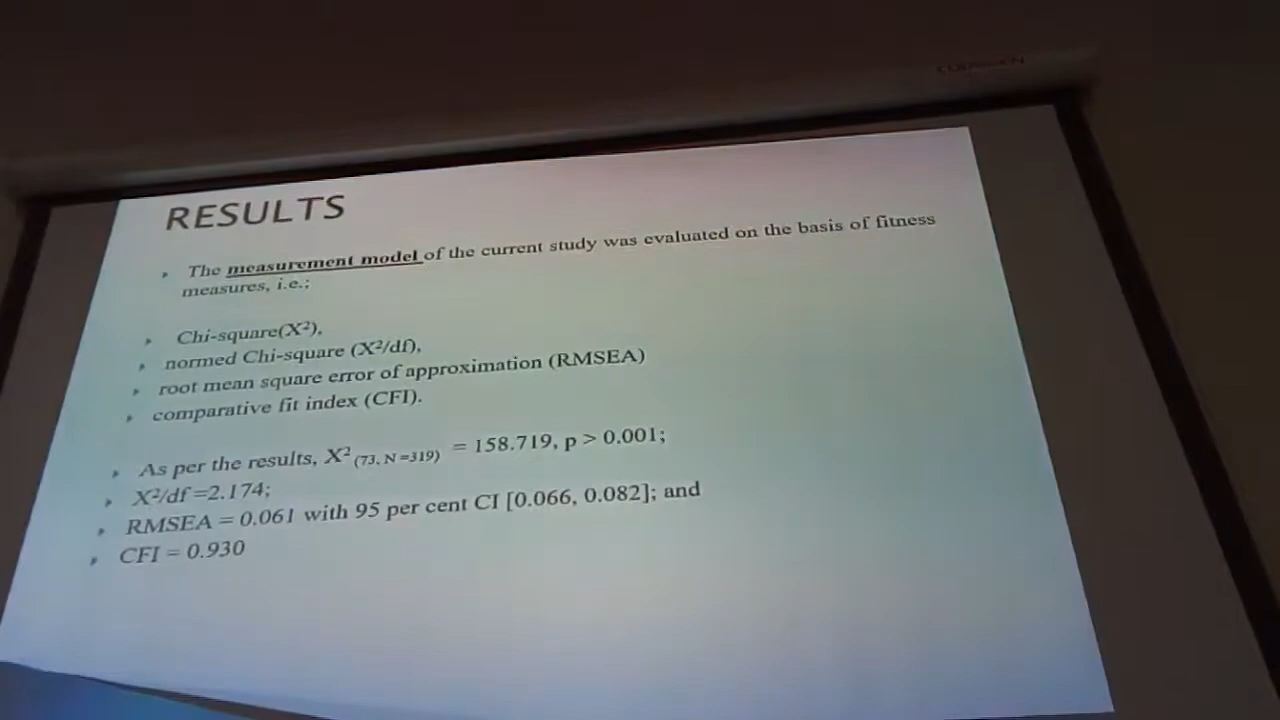 RESULTS
The measurement model of the current study was evaluated on the basis of fitness
measures, i.e.;
Chi-square(X²),
normed Chi-square (X²/df),
root mean square error of approximation (RMSEA)
comparative fit index (CFI).
As per the results, X² (73, N =319) = 158.719, p > 0.001;
X²/df =2.174;
RMSEA = 0.061 with 95 per cent CI [0.066, 0.082]; and
CFI = 0.930